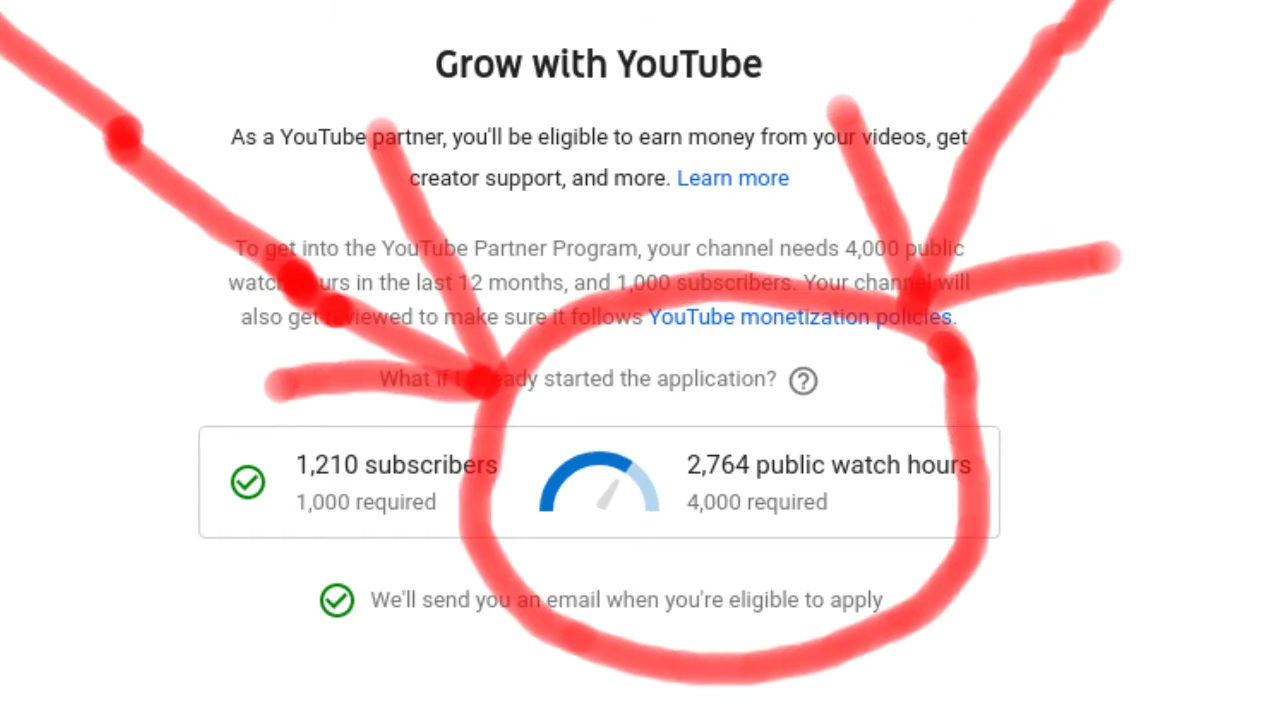 Grow with YouTube
As a YouTube partner, you'll be eligible to earn money from your videos, get
creator support, and more. Learn more
To get into the YouTube Partner Program, your channel needs 4,000 public
watch hours in the last 12 months, and 1,000 subscribers. Your channel will
also get reviewed to make sure it follows YouTube monetization policies.
What if I already started the application?
1,210 subscribers
1,000 required
2,764 public watch hours
4,000 required
We'll send you an email when you're eligible to apply